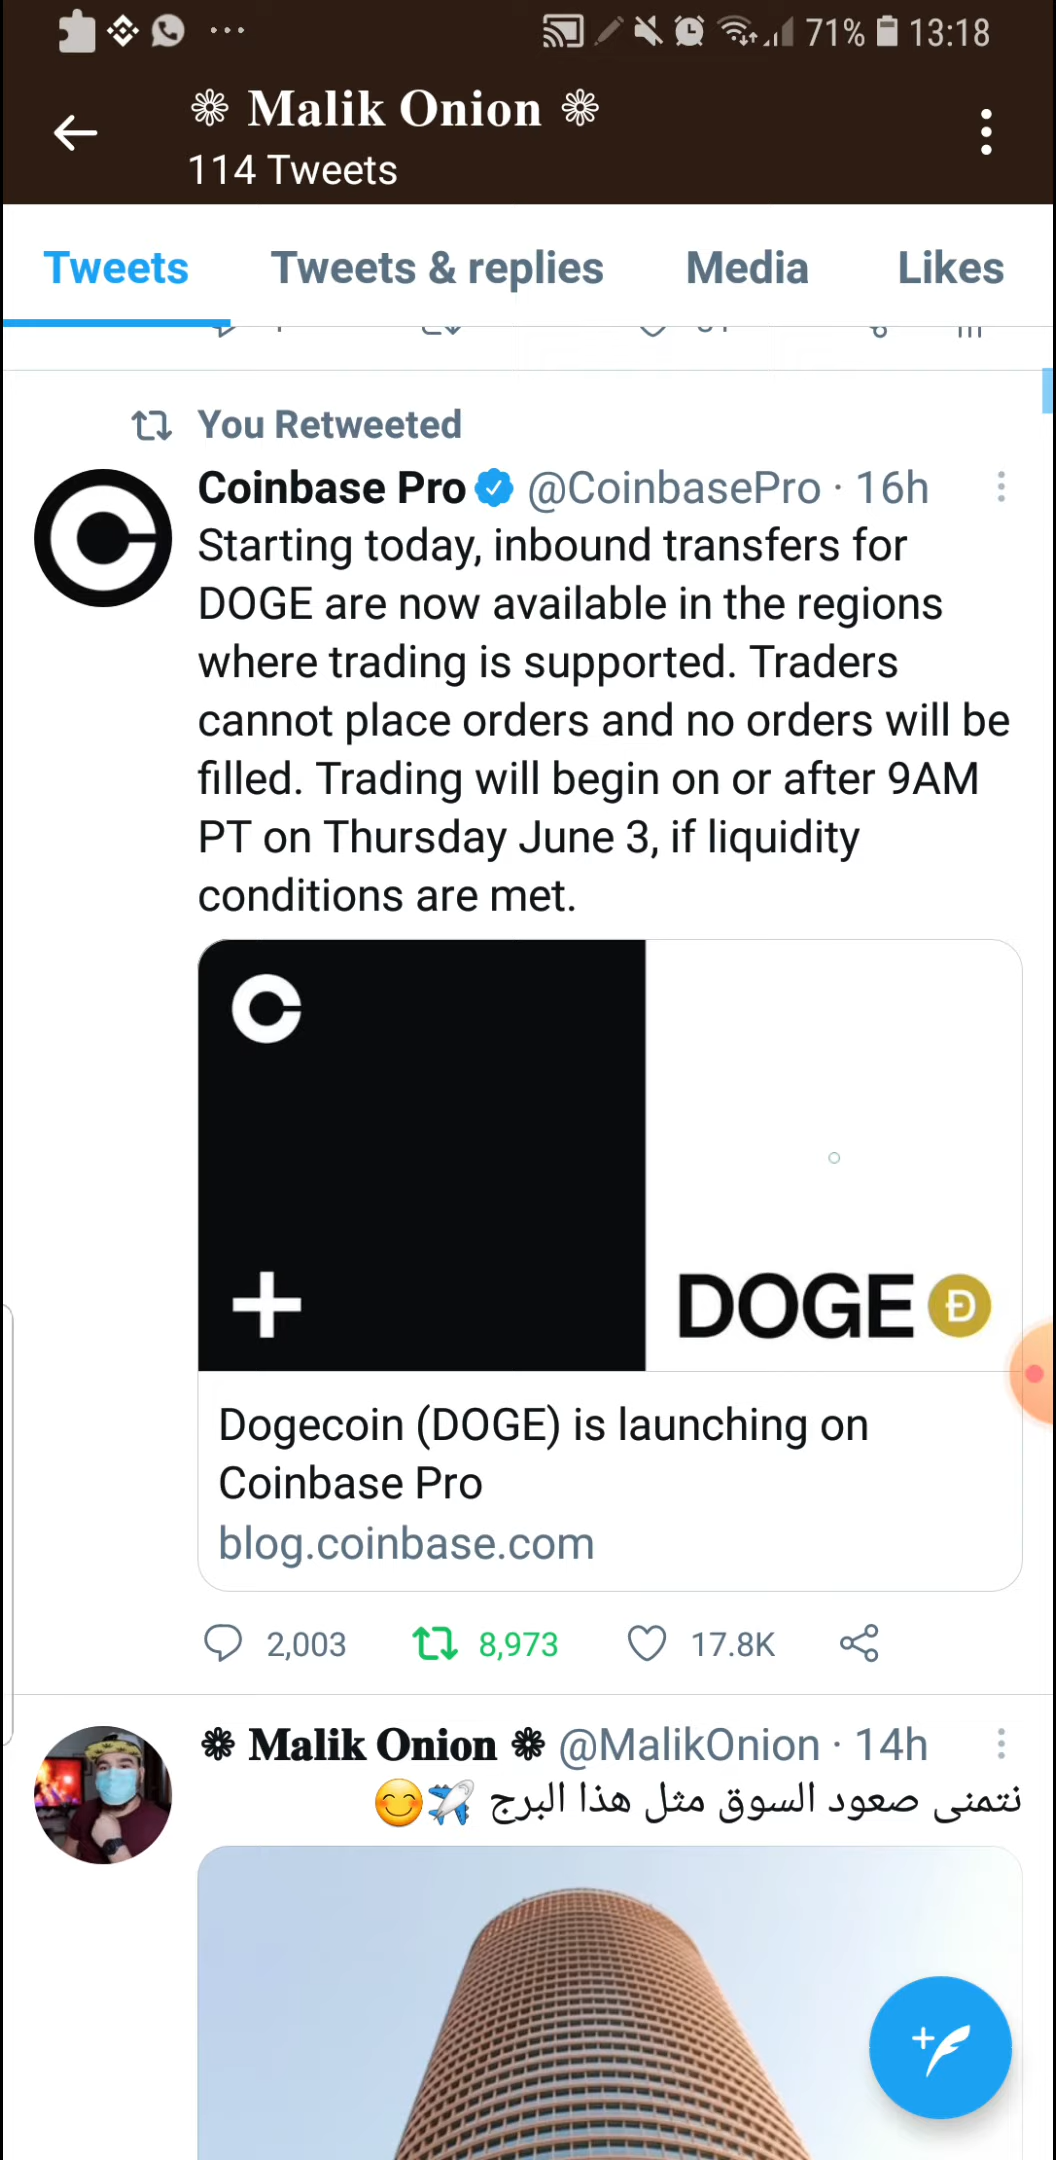 71% 13:18
❁ Malik Onion ❁
114 Tweets
Tweets Tweets & replies Media Likes
You Retweeted
Coinbase Pro @CoinbasePro · 16h
Starting today, inbound transfers for
DOGE are now available in the regions
where trading is supported. Traders
cannot place orders and no orders will be
filled. Trading will begin on or after 9AM
PT on Thursday June 3, if liquidity
conditions are met.
DOGE
Dogecoin (DOGE) is launching on
Coinbase Pro
blog.coinbase.com
2,003 8,973 17.8K
❁ Malik Onion ❁ @MalikOnion · 14h
نتمنى صعود السوق مثل هذا البرج ✈️😊